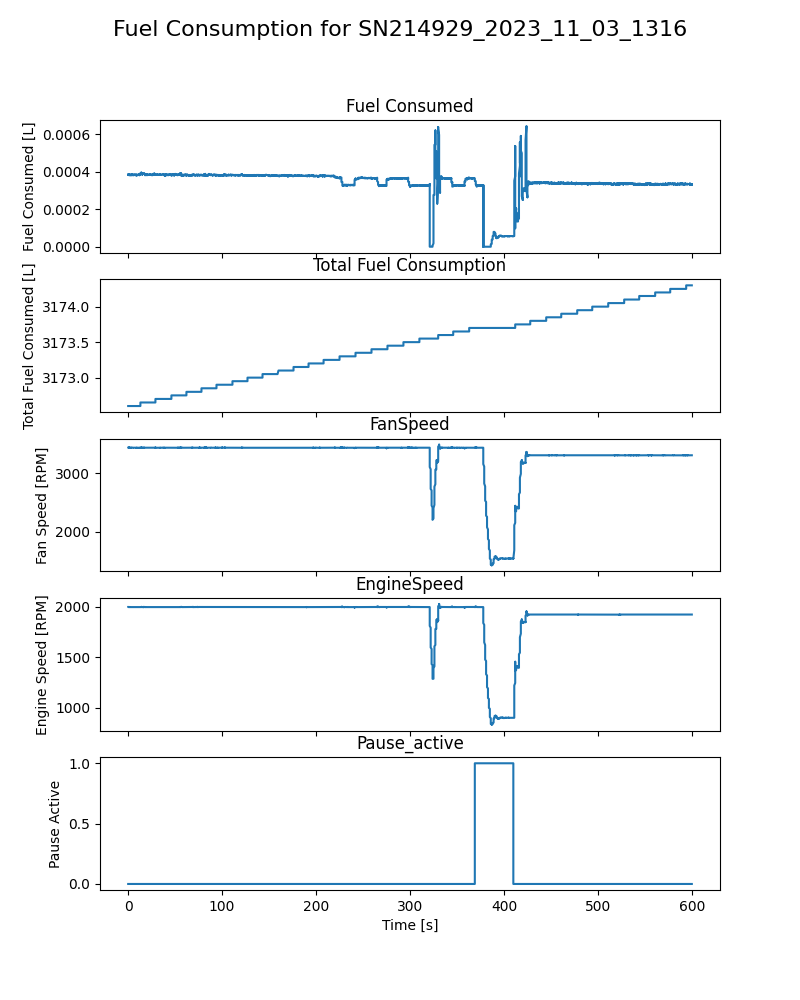 Fuel Consumption for SN214929_2023_11_03_1316
Fuel Consumed
Fuel Consumed [L]
0.0006
0.0004
0.0002
0.0000
Total Fuel Consumption
Total Fuel Consumed [L]
3174.0
3173.5
3173.0
FanSpeed
Fan Speed [RPM]
3000
2000
EngineSpeed
Engine Speed [RPM]
2000
1500
1000
Pause_active
Pause Active
1.0
0.5
0.0
0 100 200 300 400 500 600
Time [s]